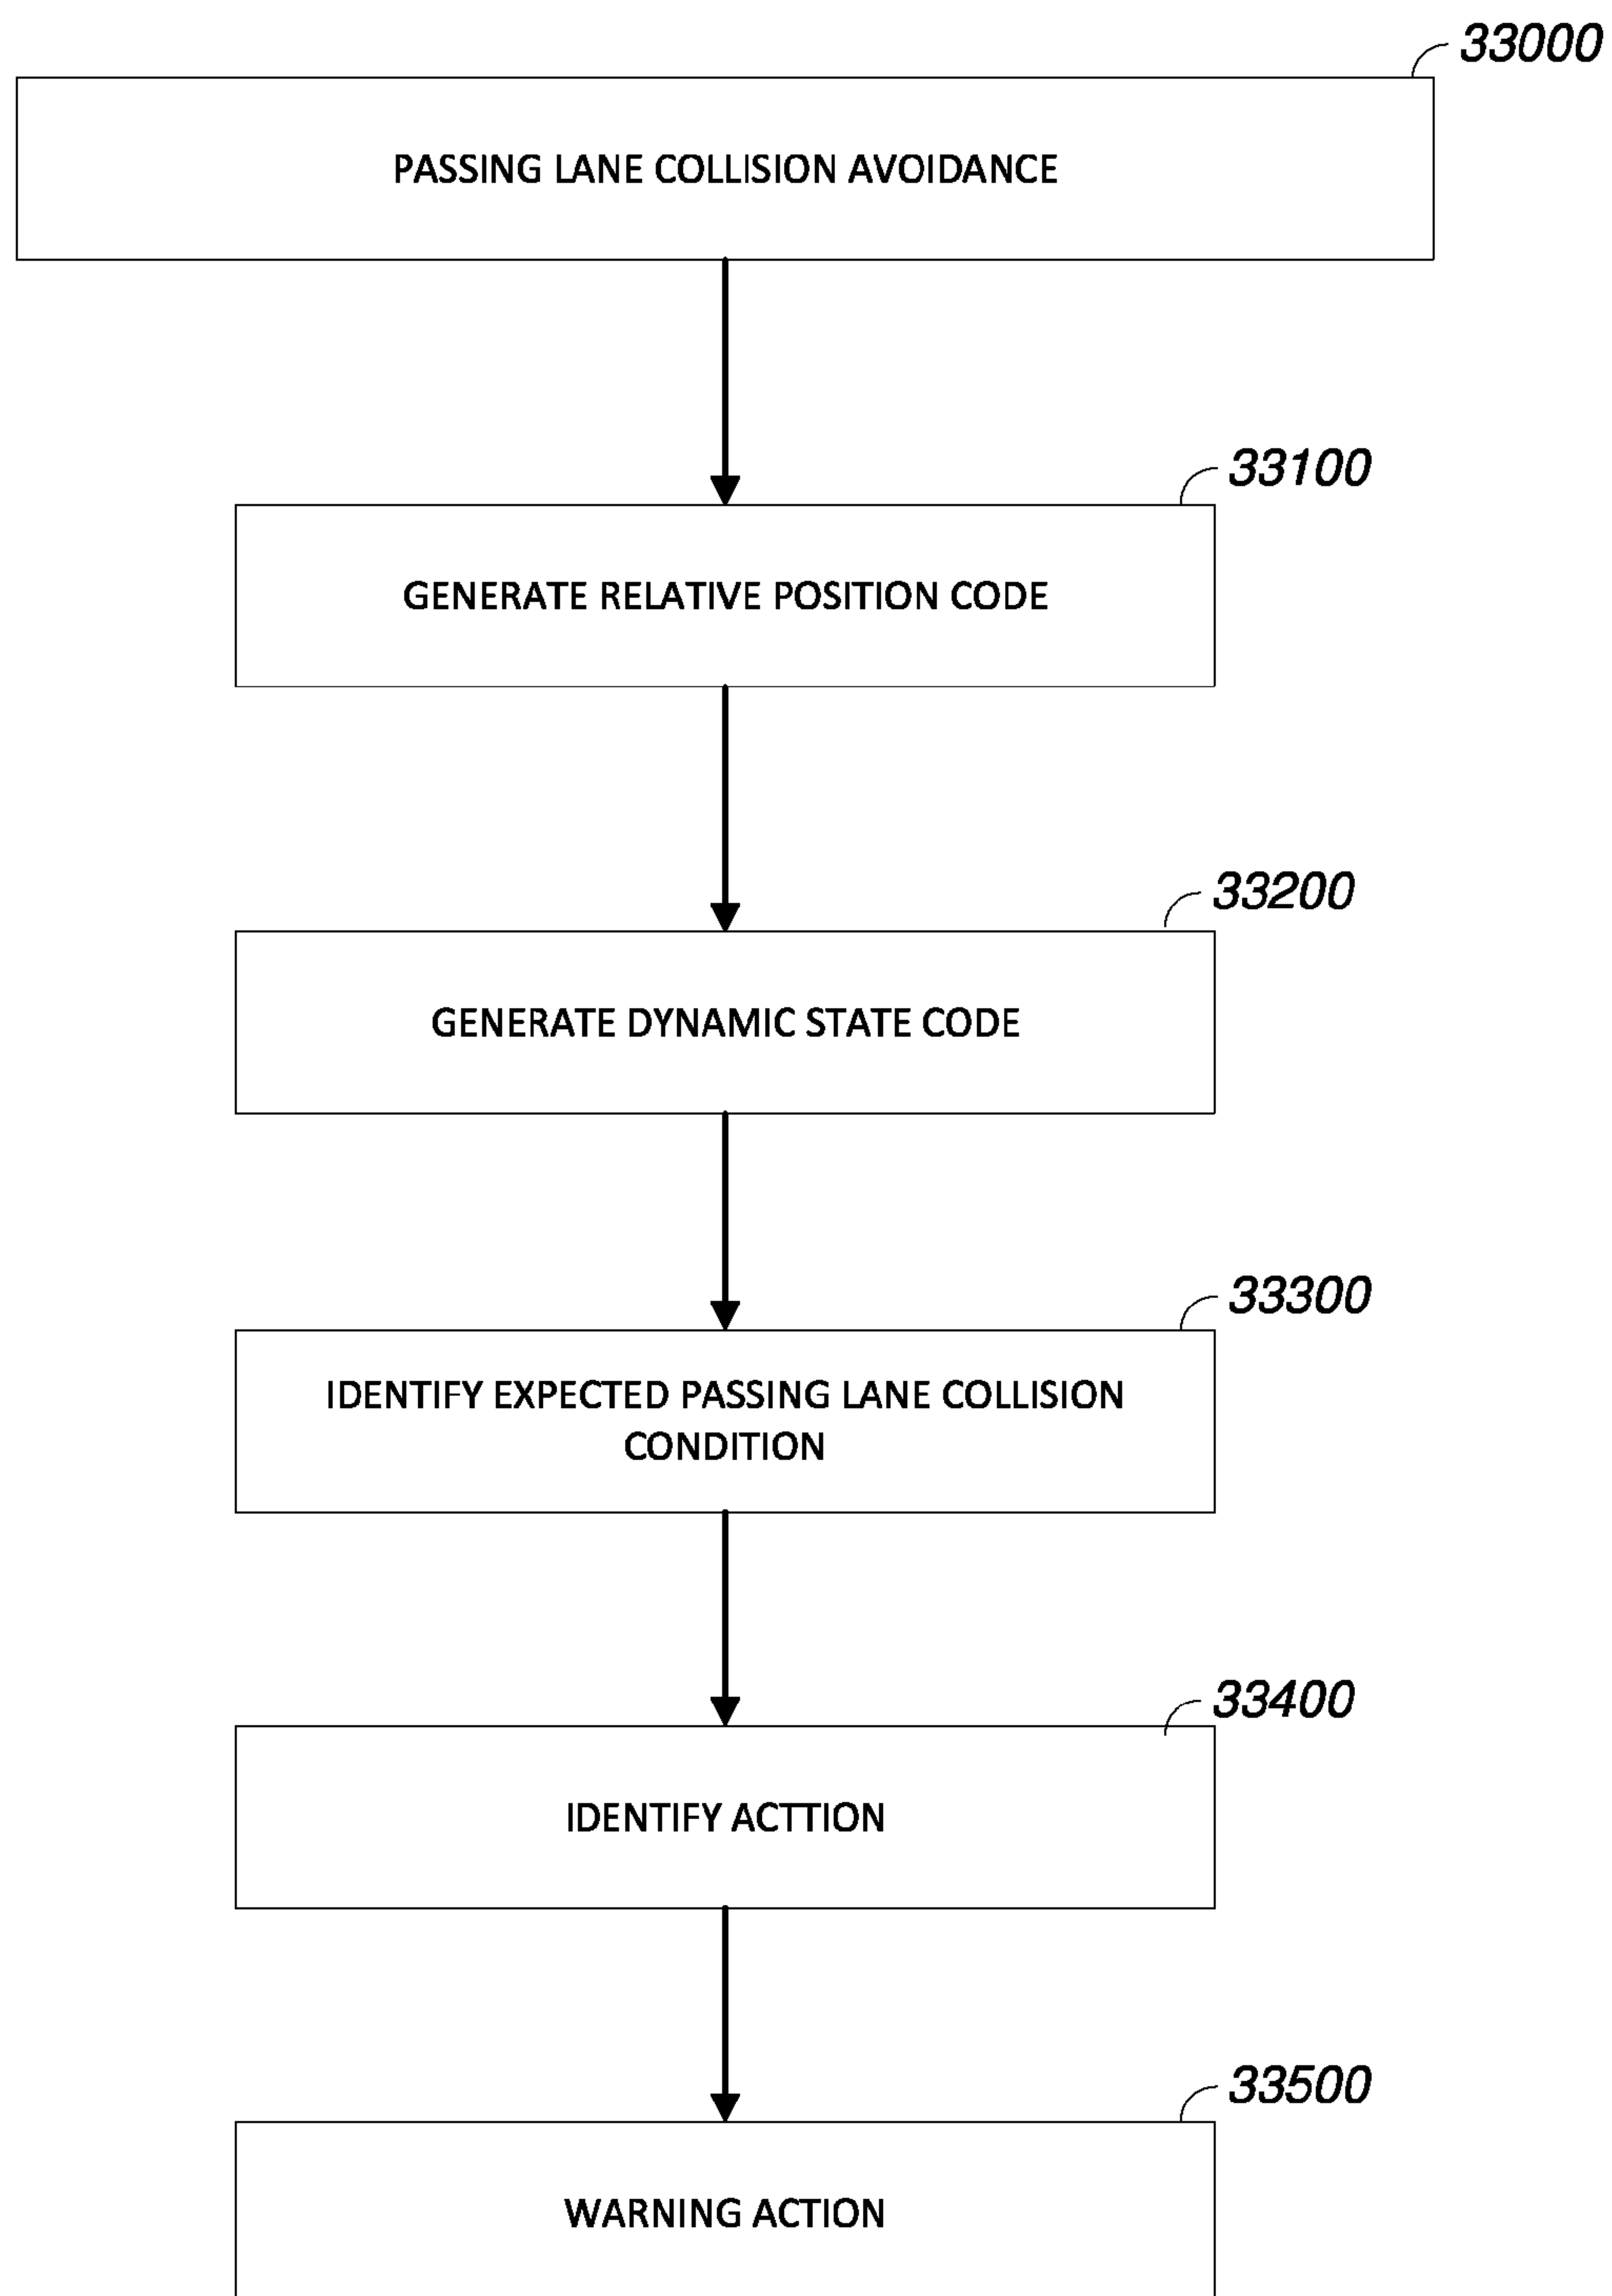 33000
PASSING LANE COLLISION AVOIDANCE
33100
GENERATE RELATIVE POSITION CODE
33200
GENERATE DYNAMIC STATE CODE
33300
IDENTIFY EXPECTED PASSING LANE COLLISION
CONDITION
33400
IDENTIFY ACTTION
33500
WARNING ACTION